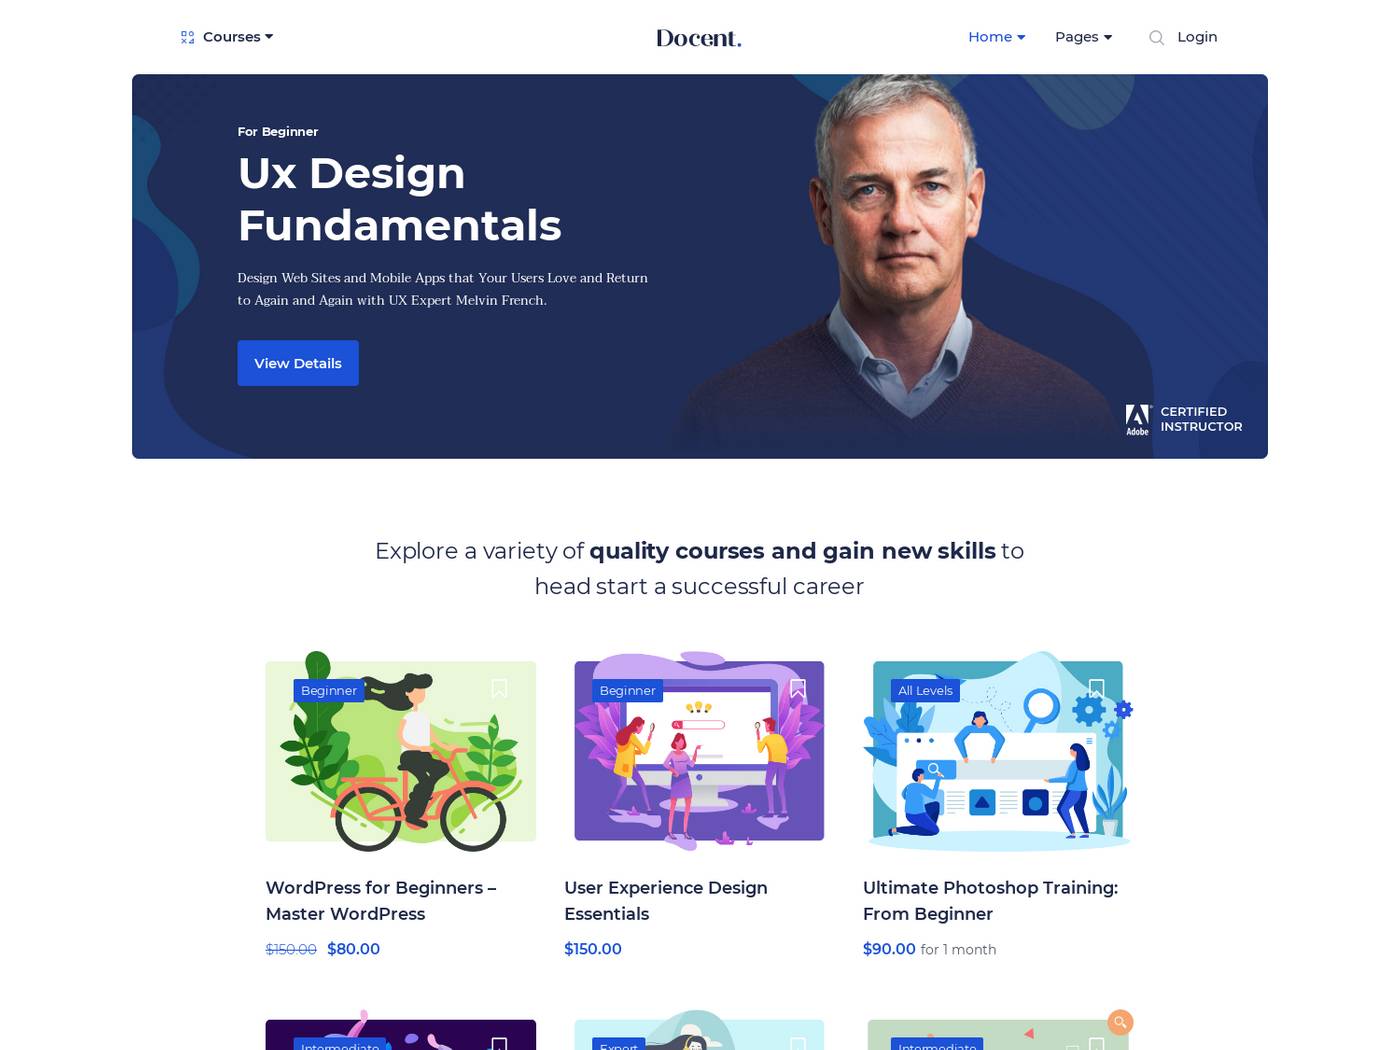 Courses
Docent.
Home
Pages
Login
For Beginner
Ux Design
Fundamentals
Design Web Sites and Mobile Apps that Your Users Love and Return
to Again and Again with UX Expert Melvin French.
View Details
Adobe
CERTIFIED
INSTRUCTOR
Explore a variety of quality courses and gain new skills to
head start a successful career
Beginner
Beginner
All Levels
WordPress for Beginners –
Master WordPress
$150.00 $80.00
User Experience Design
Essentials
$150.00
Ultimate Photoshop Training:
From Beginner
$90.00 for 1 month
Intermediate
Expert
Intermediate